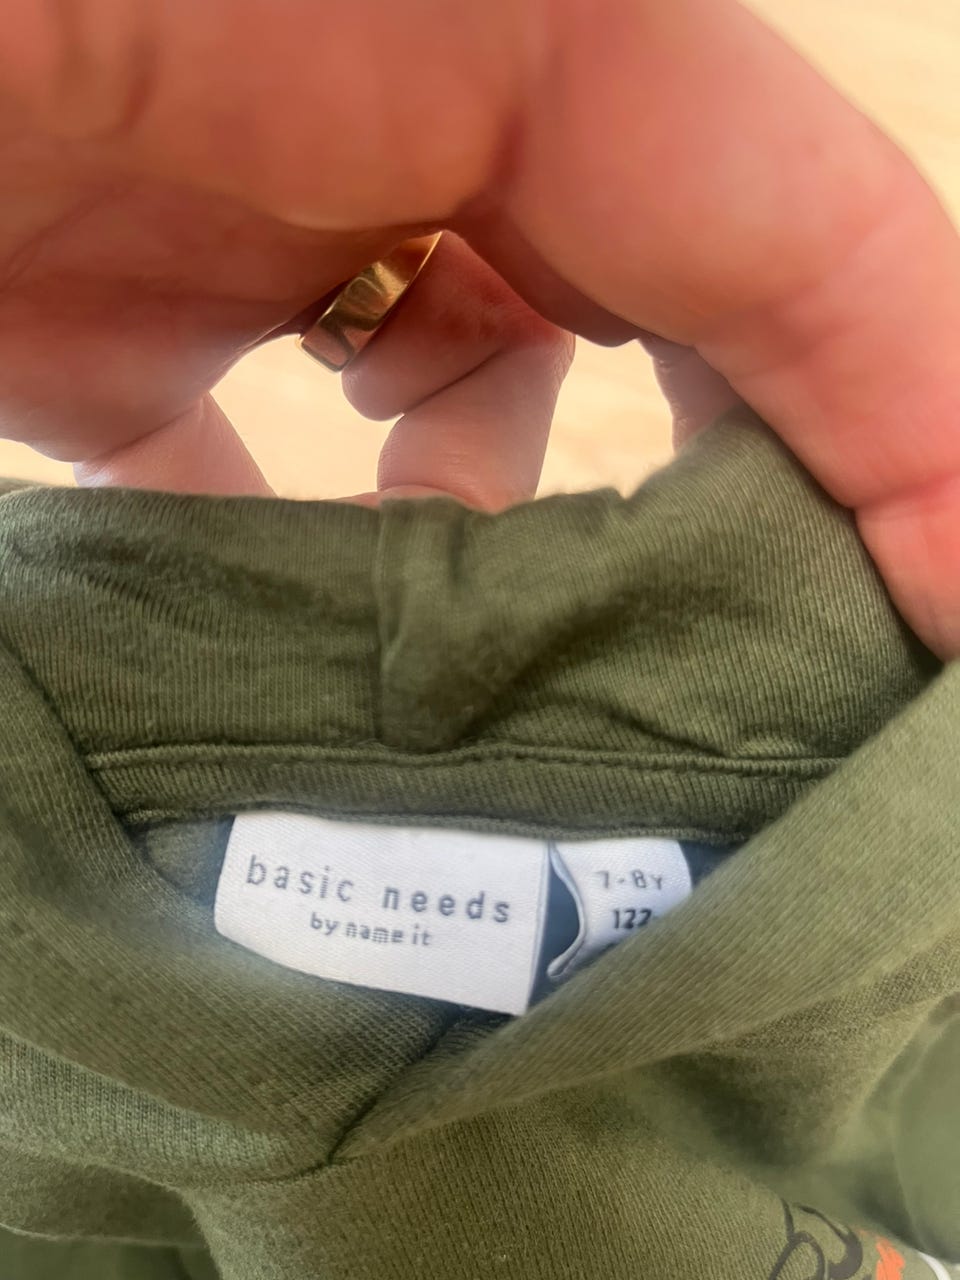 basic needs
by name it
7-8Y
122-